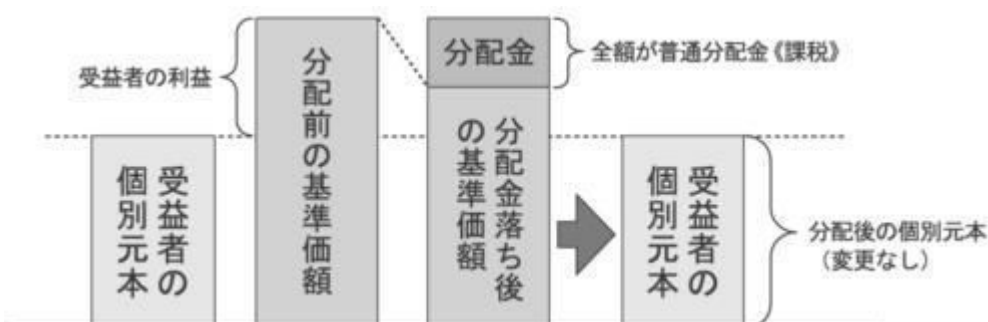 受益者の利益
受益者の
個別元本
分配前の基準価額
分配金
全額が普通分配金《課税》
分配金落ち後
の基準価額
受益者の
個別元本
分配後の個別元本
（変更なし）